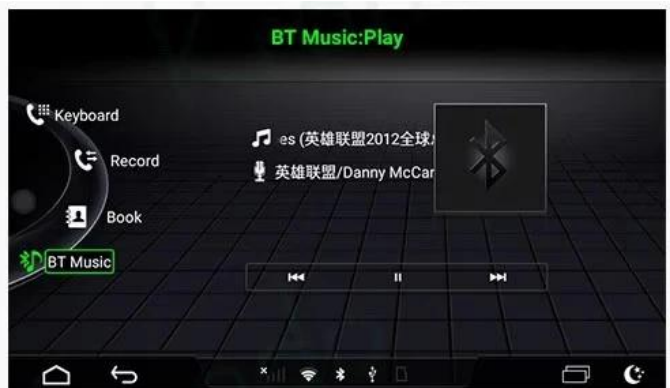 BT Music:Play
Keyboard
Record
Book
BT Music
es (英雄联盟2012全球
英雄联盟/Danny McCar